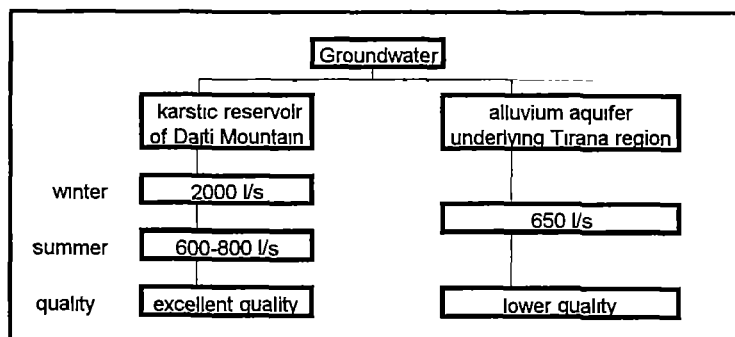 Groundwater
karstic reservoir
of Dajti Mountain
alluvium aquifer
underlying Tirana region
winter
2000 l/s
650 l/s
summer
600-800 l/s
quality
excellent quality
lower quality